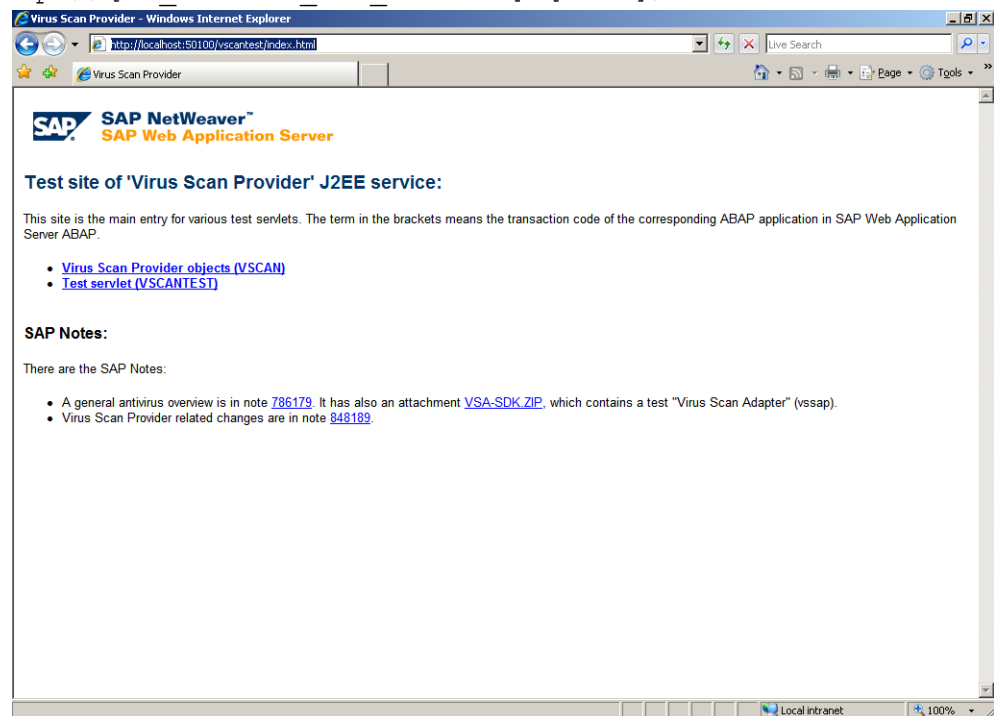 Virus Scan Provider - Windows Internet Explorer
http://localhost:50100/vscantest/index.html
Live Search
Virus Scan Provider
Page
Tools
SAP
SAP NetWeaver™
SAP Web Application Server
Test site of 'Virus Scan Provider' J2EE service:
This site is the main entry for various test servlets. The term in the brackets means the transaction code of the corresponding ABAP application in SAP Web Application
Server ABAP.
• Virus Scan Provider objects (VSCAN)
• Test servlet (VSCANTEST)
SAP Notes:
There are the SAP Notes:
• A general antivirus overview is in note 786179. It has also an attachment VSA-SDK.ZIP, which contains a test "Virus Scan Adapter" (vssap).
• Virus Scan Provider related changes are in note 848189.
Local intranet
100%